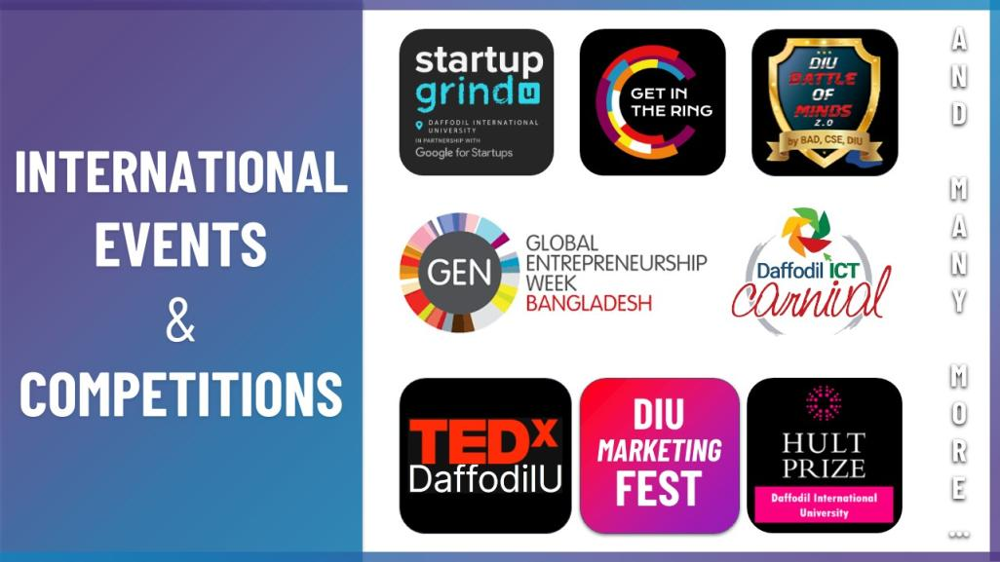 INTERNATIONAL
EVENTS
&
COMPETITIONS
startup
grind U
DAFFODIL INTERNATIONAL
UNIVERSITY
IN PARTNERSHIP WITH
Google for Startups
GET IN
THE RING
DIU
BATTLE
OF
MINDS
2.0
by BAD, CSE, DIU
GEN
GLOBAL
ENTREPRENEURSHIP
WEEK
BANGLADESH
Daffodil ICT
carnival
TEDx
DaffodilU
DIU
MARKETING
FEST
HULT
PRIZE
Daffodil International
University
AND MANY MORE...